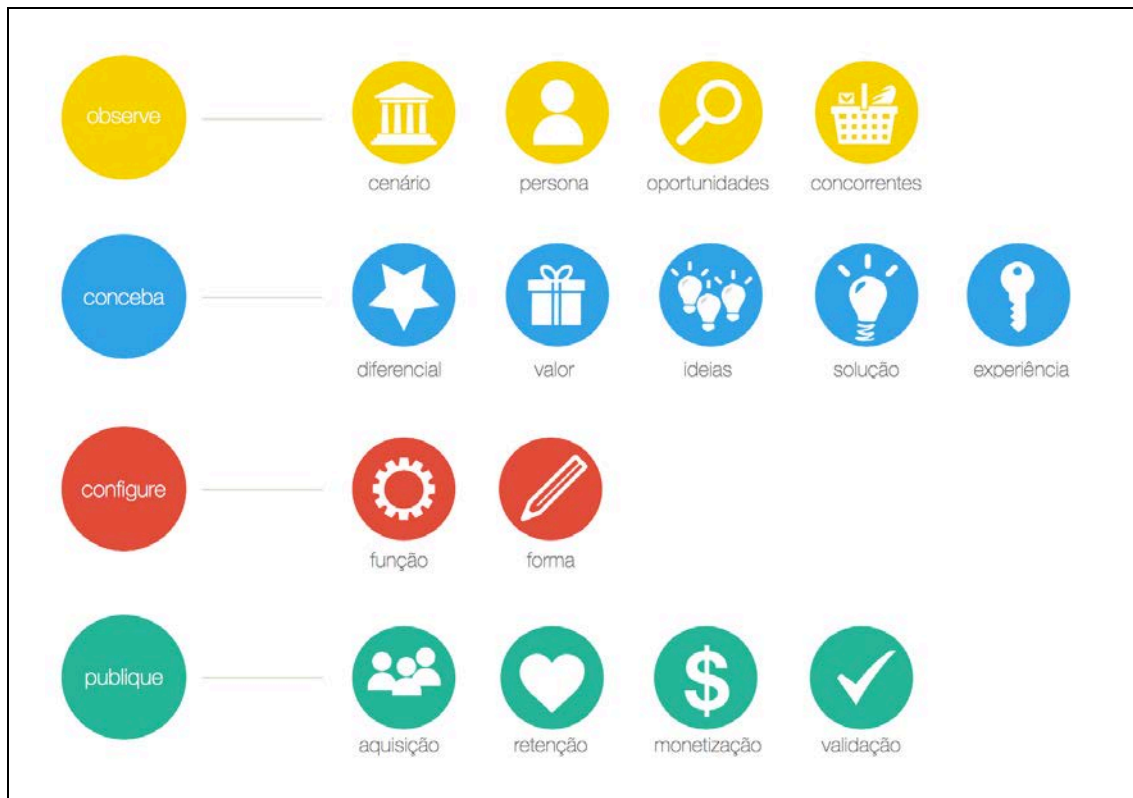 observe
cenário persona oportunidades concorrentes
conceba
diferencial valor ideias solução experiência
configure
função forma
publique
$
aquisição retenção monetização validação